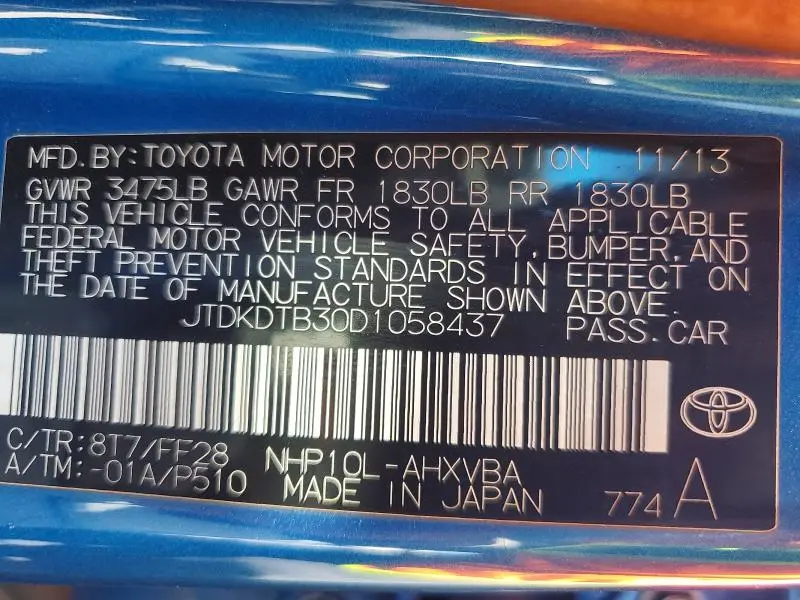 MFD. BY: TOYOTA MOTOR CORPORATION 11/13
GVWR 3475LB GAWR FR 1830LB RR 1830LB
THIS VEHICLE CONFORMS TO ALL APPLICABLE
FEDERAL MOTOR VEHICLE SAFETY, BUMPER, AND
THEFT PREVENTION STANDARDS IN EFFECT ON
THE DATE OF MANUFACTURE SHOWN ABOVE.
JTDKDTB30D1058437 PASS.CAR
C/TR: 8T7/FF28 NHP10L-AHXVBA
A/TM: -01A/P510 MADE IN JAPAN 774 A